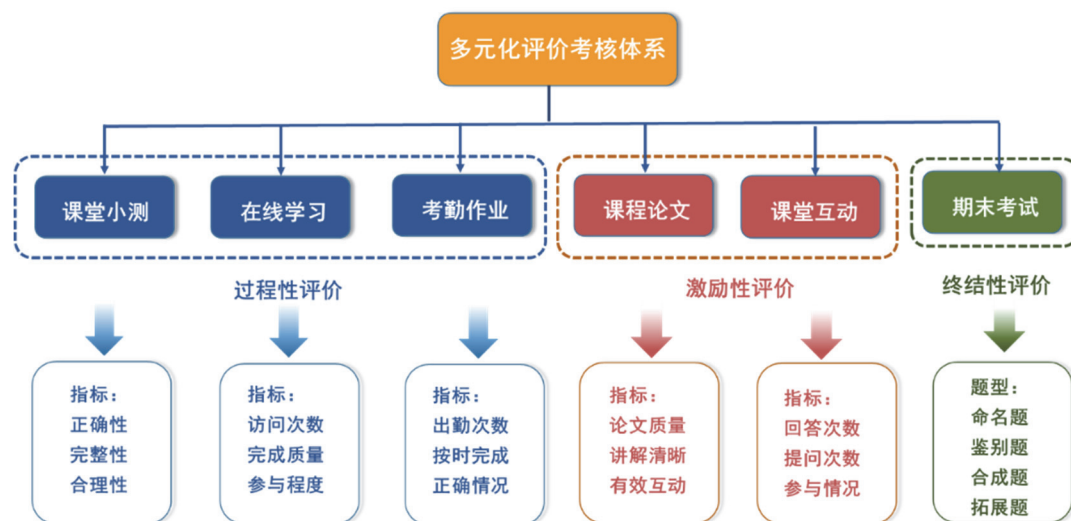 多元化评价考核体系
课堂小测
在线学习
考勤作业
课程论文
课堂互动
期末考试
过程性评价
激励性评价
终结性评价
指标：
正确性
完整性
合理性
指标：
访问次数
完成质量
参与程度
指标：
出勤次数
按时完成
正确情况
指标：
论文质量
讲解清晰
有效互动
指标：
回答次数
提问次数
参与情况
题型：
命名题
鉴别题
合成题
拓展题